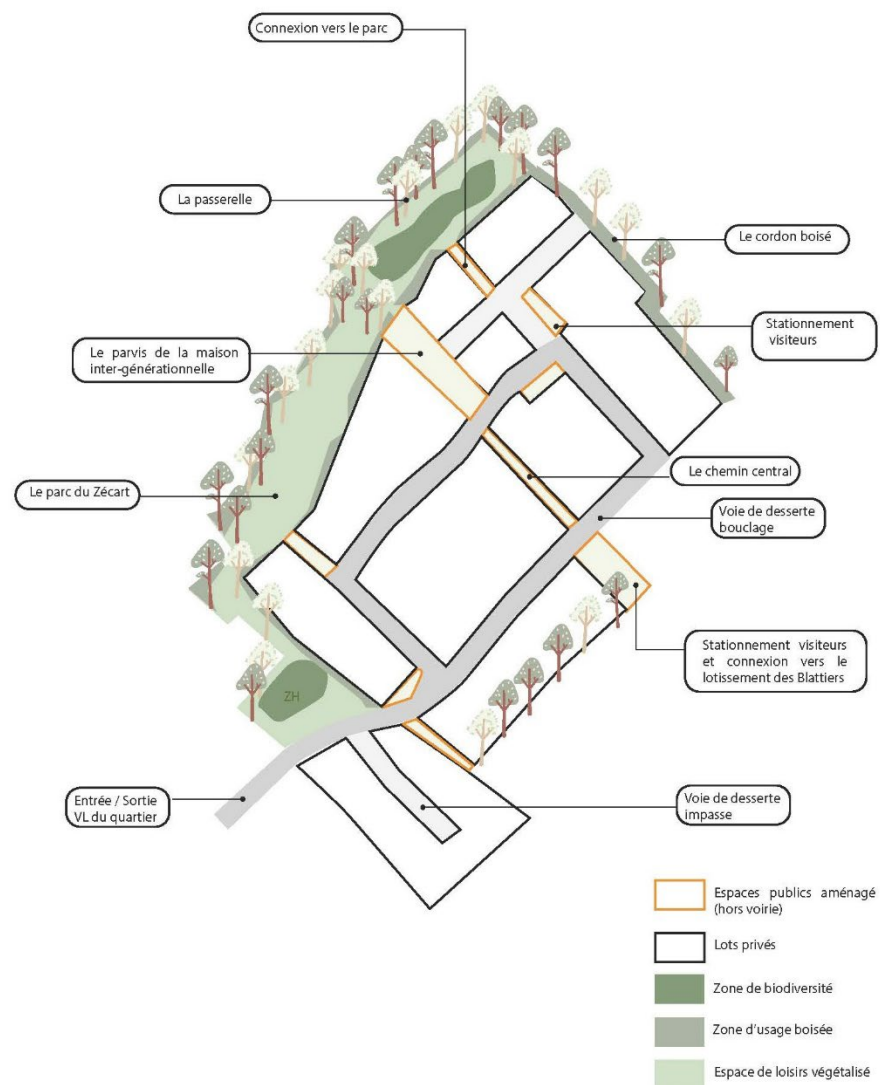 Connexion vers le parc
La passerelle
Le cordon boisé
Stationnement
visiteurs
Le parvis de la maison
inter-générationnelle
Le chemin central
Le parc du Zécart
Voie de desserte
bouclage
Stationnement visiteurs
et connexion vers le
lotissement des Blattiers
ZH
Entrée / Sortie
VL du quartier
Voie de desserte
impasse
Espaces publics aménagé
(hors voirie)
Lots privés
Zone de biodiversité
Zone d'usage boisée
Espace de loisirs végétalisé